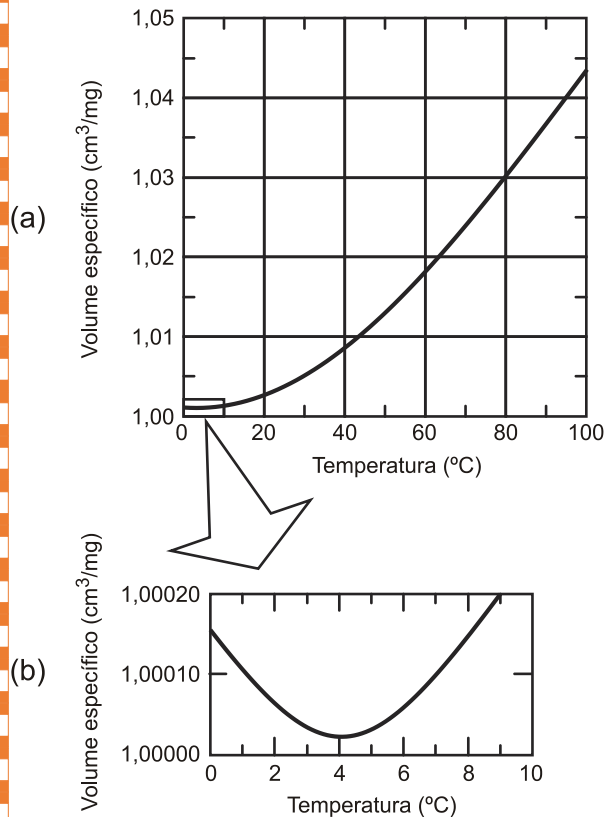 (a)
Volume específico (cm³/mg)
1,05
1,04
1,03
1,02
1,01
1,00
0 20 40 60 80 100
Temperatura (ºC)
(b)
Volume específico (cm³/mg)
1,00020
1,00010
1,00000
0 2 4 6 8 10
Temperatura (ºC)